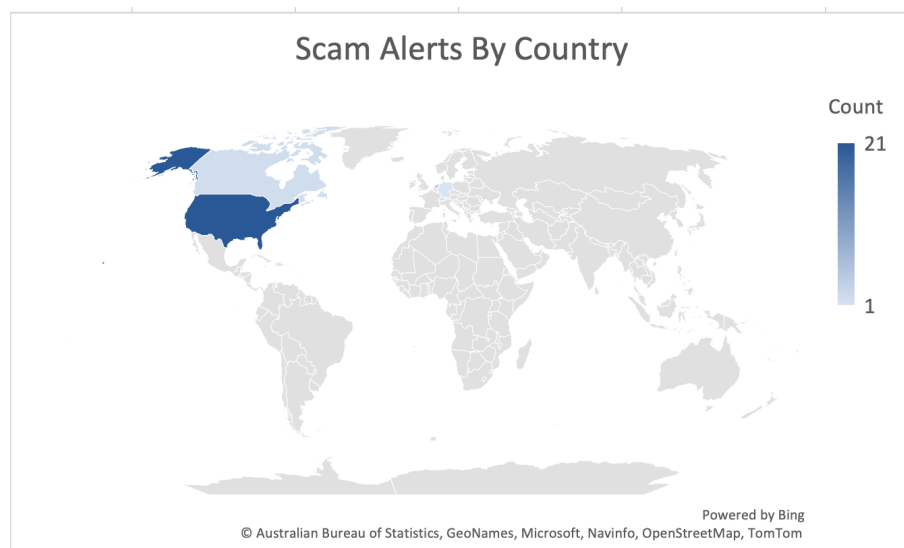 Scam Alerts By Country
Count
21
1
Powered by Bing
© Australian Bureau of Statistics, GeoNames, Microsoft, Navinfo, OpenStreetMap, TomTom